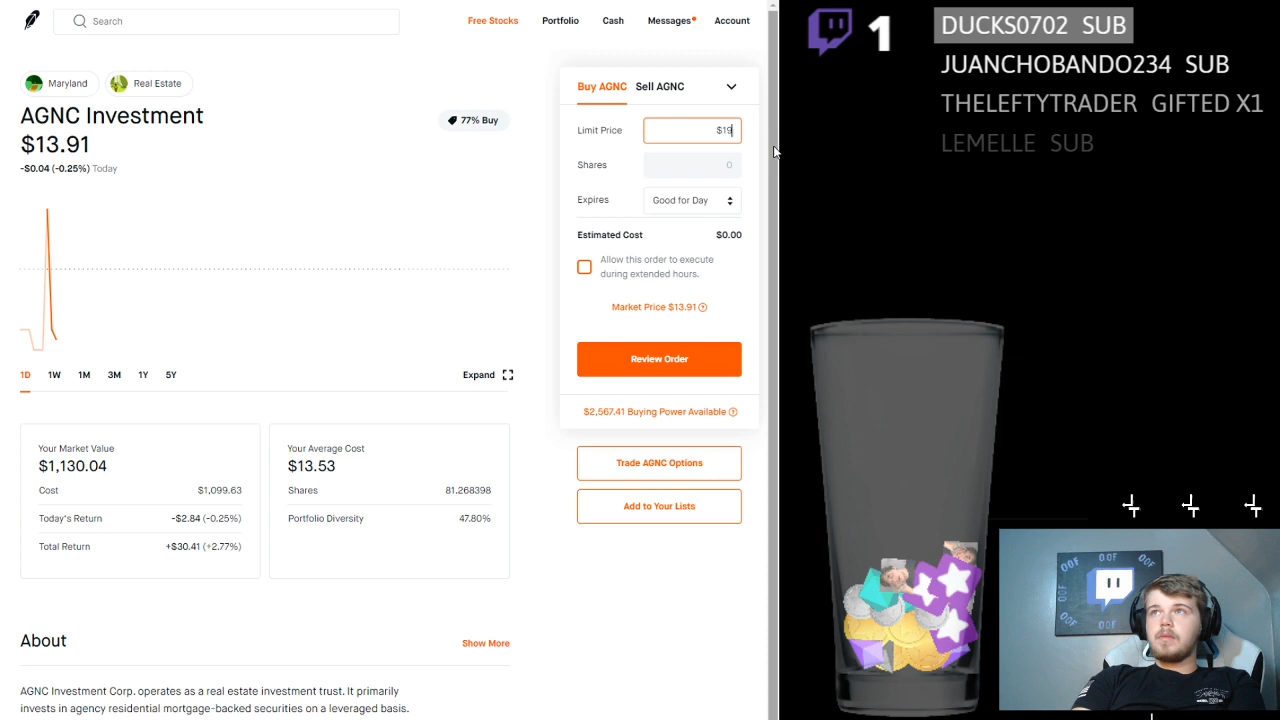 Search
Free Stocks
Portfolio
Cash
Messages
Account
Maryland
Real Estate
AGNC Investment
$13.91
-$0.04 (-0.25%) Today
77% Buy
1D
1W
1M
3M
1Y
5Y
Expand
Your Market Value
$1,130.04
Cost
$1,099.63
Today's Return
-$2.84 (-0.25%)
Total Return
+$30.41 (+2.77%)
Your Average Cost
$13.53
Shares
81.268398
Portfolio Diversity
47.80%
About
Show More
AGNC Investment Corp. operates as a real estate investment trust. It primarily
invests in agency residential mortgage-backed securities on a leveraged basis.
Buy AGNC
Sell AGNC
Limit Price
$19
Shares
0
Expires
Good for Day
Estimated Cost
$0.00
Allow this order to execute
during extended hours.
Market Price $13.91
Review Order
$2,567.41 Buying Power Available
Trade AGNC Options
Add to Your Lists
1
DUCKS0702 SUB
JUANCHOBANDO234 SUB
THELEFTYTRADER GIFTED X1
LEMELLE SUB
OOF
OOF
OOF
OOF
OOF
OOF